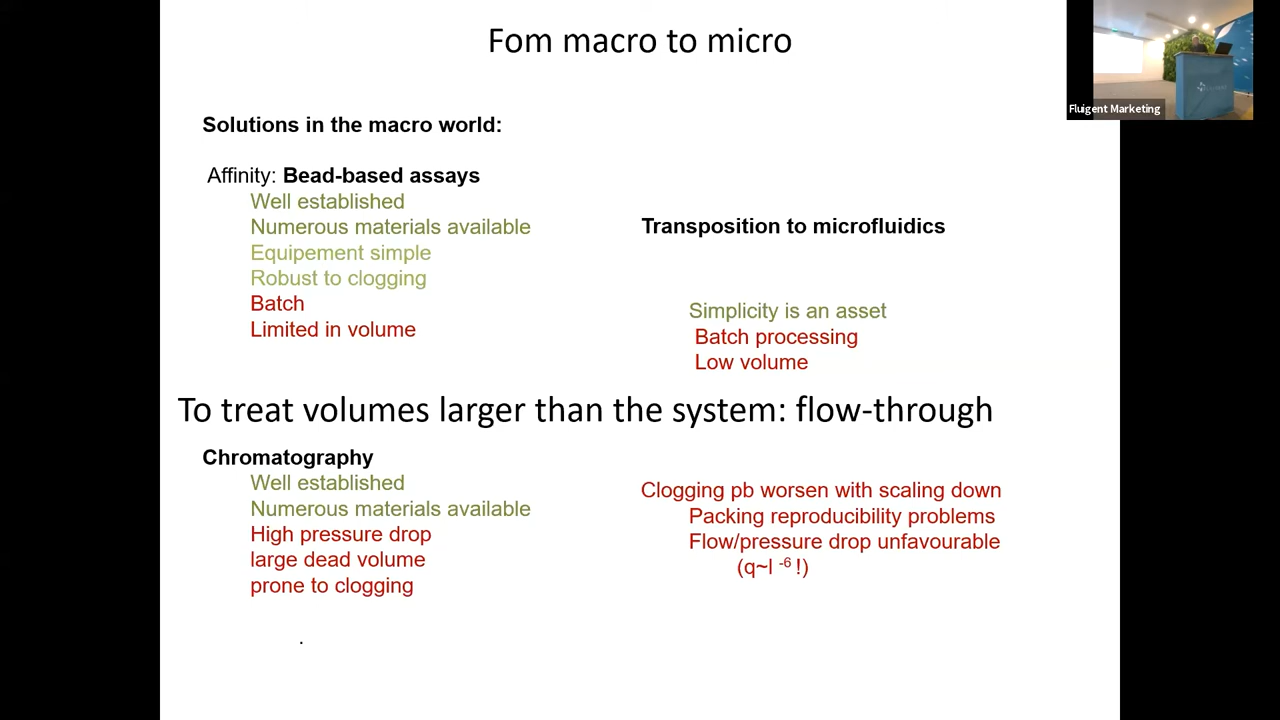 Fom macro to micro
Fluigent Marketing
Solutions in the macro world:
Affinity: Bead-based assays
Well established
Numerous materials available
Equipement simple
Robust to clogging
Batch
Limited in volume
Transposition to microfluidics
Simplicity is an asset
Batch processing
Low volume
To treat volumes larger than the system: flow-through
Chromatography
Well established
Numerous materials available
High pressure drop
large dead volume
prone to clogging
Clogging pb worsen with scaling down
Packing reproducibility problems
Flow/pressure drop unfavourable
(q~l -6 !)
.